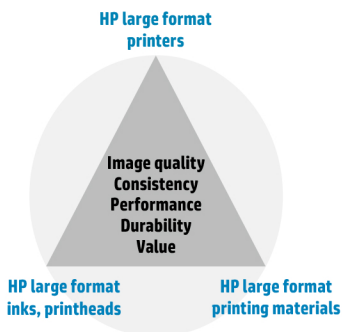 HP large format
printers
Image quality
Consistency
Performance
Durability
Value
HP large format
inks, printheads
HP large format
printing materials